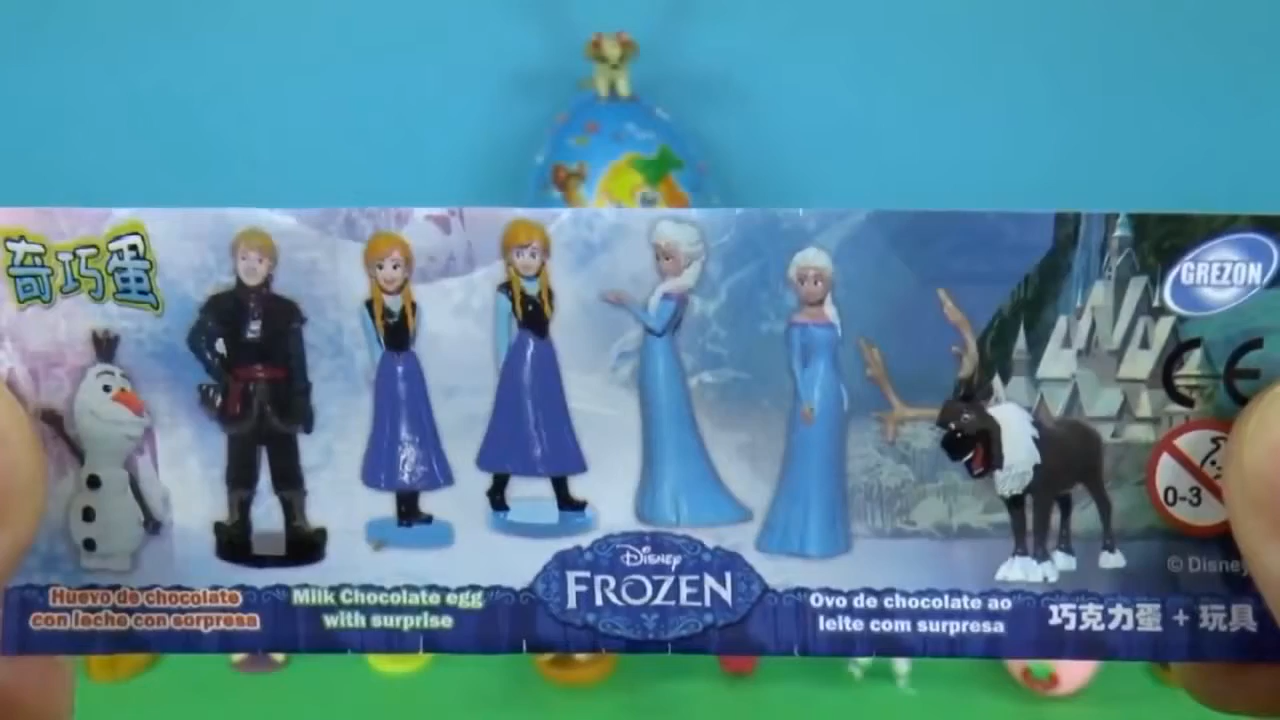 奇巧蛋
GREZON
CE
0-3
© Disney
DISNEY
FROZEN
Huevo de chocolate
con leche con sorpresa
Milk Chocolate egg
with surprise
Ovo de chocolate ao
leite com surpresa
巧克力蛋 + 玩具